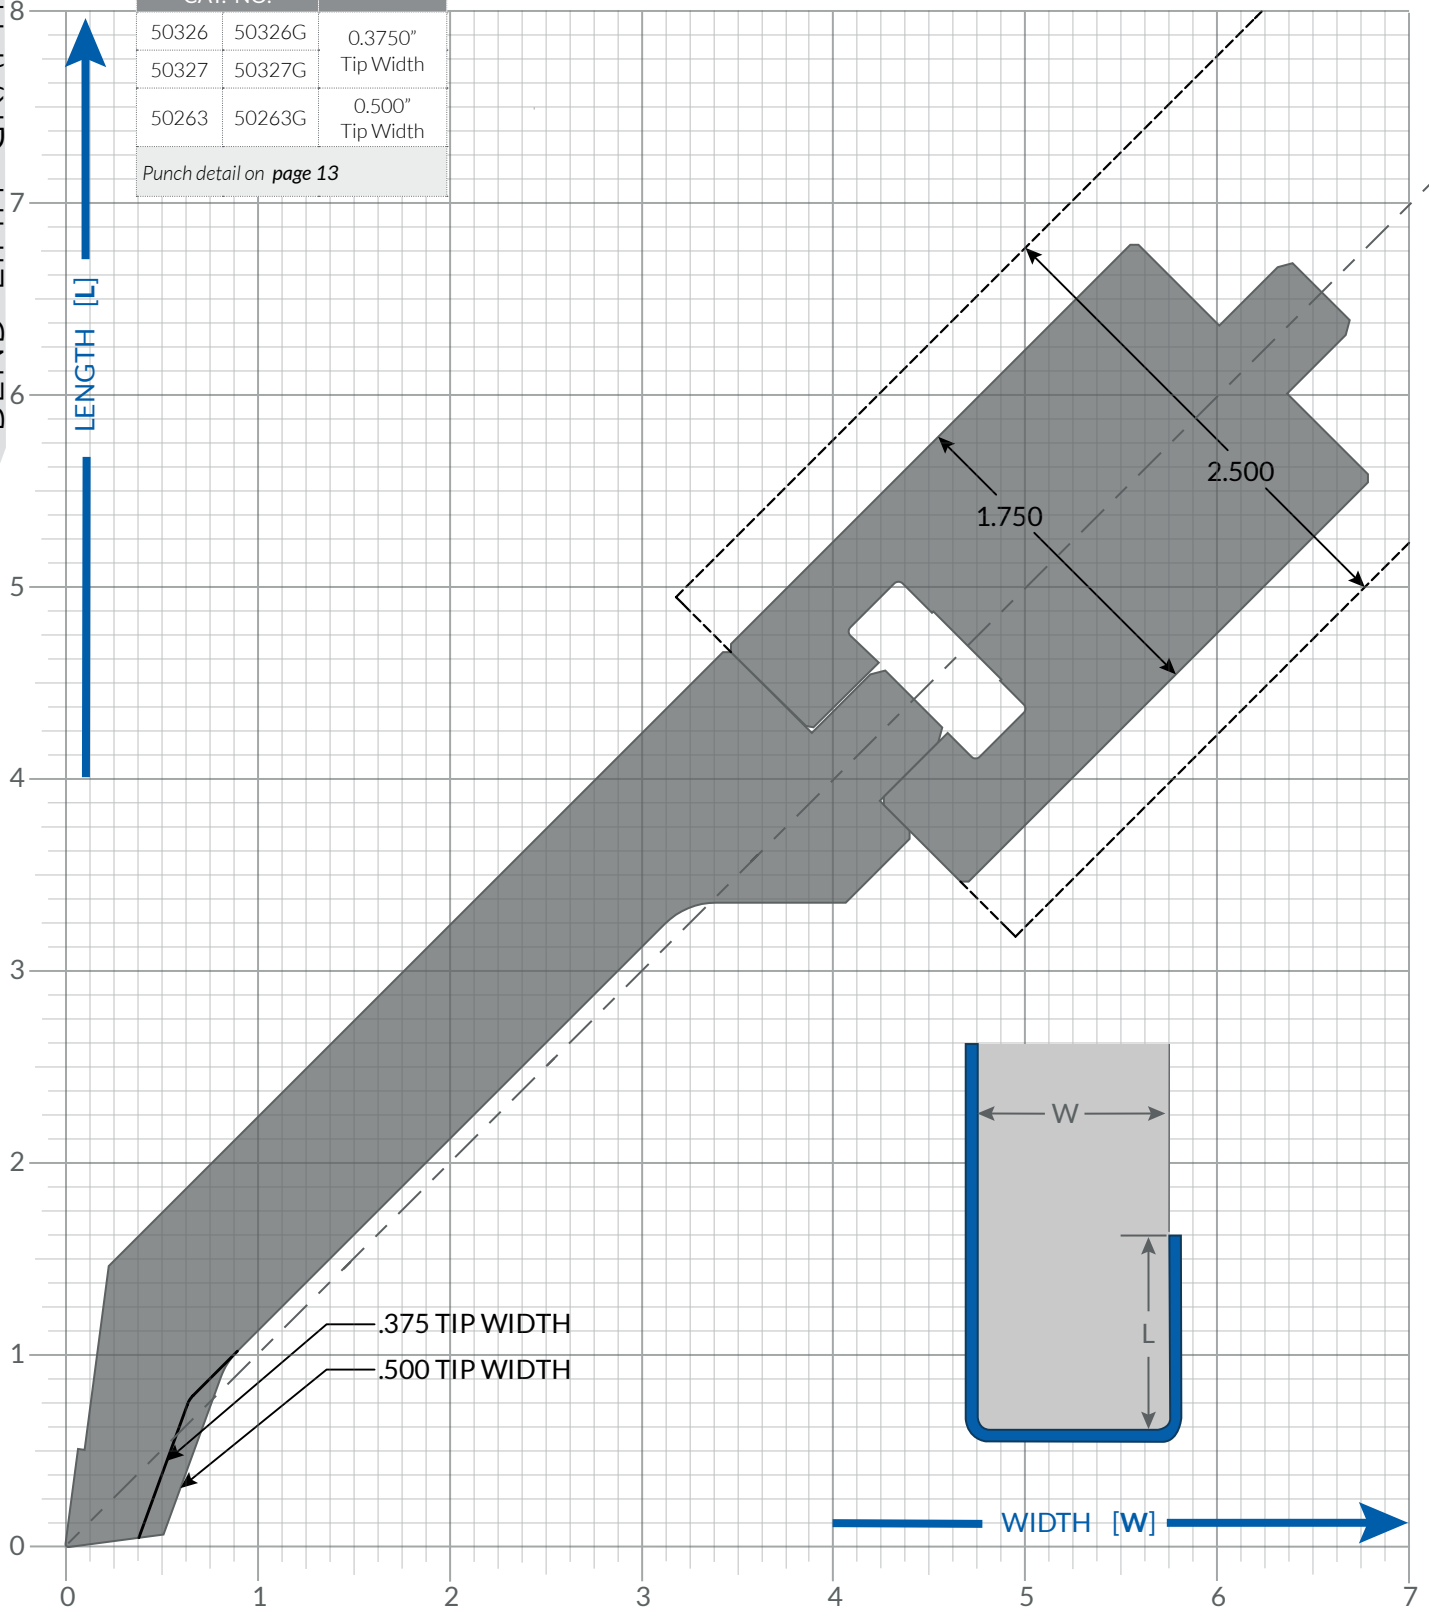 CAT. NO.
50326 50326G 0.3750” Tip Width
50327 50327G
50263 50263G 0.500” Tip Width
Punch detail on page 13
8
7
6
5
4
3
2
1
0
LENGTH [L]
2.500
1.750
.375 TIP WIDTH
.500 TIP WIDTH
W
L
WIDTH [W]
0 1 2 3 4 5 6 7